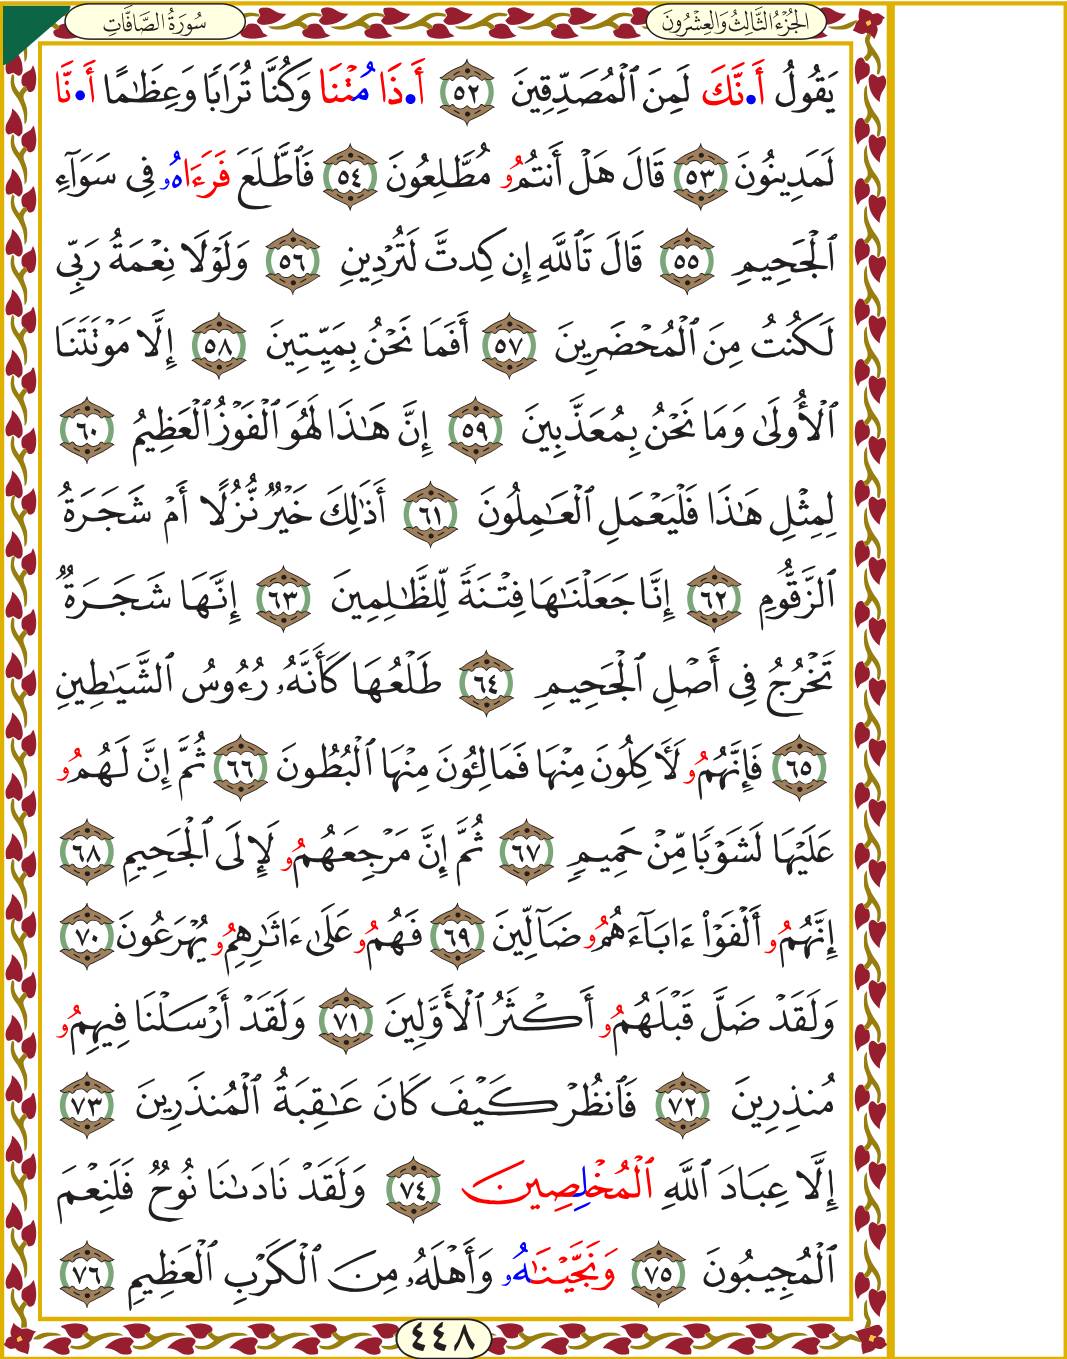 الجُزْءُ الثَّالِثُ وَالعِشْرُونَ
سُورَةُ الصَّافَّاتِ
يَقُولُ أَ۟نَّكَ لَمِنَ ٱلۡمُصَدِّقِينَ ٥٢ أَ۟ذَا مُتۡنَا وَكُنَّا تُرَابٗا وَعِظَٰمًا أَ۟نَّا
لَمَدِينُونَ ٥٣ قَالَ هَلۡ أَنتُمُۥ مُطَّلِعُونَ ٥٤ فَٱطَّلَعَ فَرَءَاهُۥ فِي سَوَآءِ
ٱلۡجَحِيمِ ٥٥ قَالَ تَٱللَّهِ إِن كِدتَّ لَتُرۡدِينِ ٥٦ وَلَوۡلَا نِعۡمَةُ رَبِّي
لَكُنتُ مِنَ ٱلۡمُحۡضَرِينَ ٥٧ أَفَمَا نَحۡنُ بِمَيِّتِينَ ٥٨ إِلَّا مَوۡتَتَنَا
ٱلۡأُولَىٰ وَمَا نَحۡنُ بِمُعَذَّبِينَ ٥٩ إِنَّ هَٰذَا لَهُوَ ٱلۡفَوۡزُ ٱلۡعَظِيمُ ٦٠
لِمِثۡلِ هَٰذَا فَلۡيَعۡمَلِ ٱلۡعَٰمِلُونَ ٦١ أَذَٰلِكَ خَيۡرٞ نُّزُلًا أَمۡ شَجَرَةُ
ٱلزَّقُّومِ ٦٢ إِنَّا جَعَلۡنَٰهَا فِتۡنَةٗ لِّلظَّٰلِمِينَ ٦٣ إِنَّهَا شَجَرَةٞ
تَخۡرُجُ فِيٓ أَصۡلِ ٱلۡجَحِيمِ ٦٤ طَلۡعُهَا كَأَنَّهُۥ رُءُوسُ ٱلشَّيَٰطِينِ
٦٥ فَإِنَّهُمُۥ لَأٓكِلُونَ مِنۡهَا فَمَالِـُٔونَ مِنۡهَا ٱلۡبُطُونَ ٦٦ ثُمَّ إِنَّ لَهُمُۥ
عَلَيۡهَا لَشَوۡبٗا مِّنۡ حَمِيمٖ ٦٧ ثُمَّ إِنَّ مَرۡجِعَهُمُۥ لَإِلَى ٱلۡجَحِيمِ ٦٨
إِنَّهُمُۥ أَلۡفَوۡاْ ءَابَآءَهُمُۥ ضَآلِّينَ ٦٩ فَهُمُۥ عَلَىٰٓ ءَاثَٰرِهِمُۥ يُهۡرَعُونَ ٧٠
وَلَقَدۡ ضَلَّ قَبۡلَهُمُۥ أَكۡثَرُ ٱلۡأَوَّلِينَ ٧١ وَلَقَدۡ أَرۡسَلۡنَا فِيهِمُۥ
مُنذِرِينَ ٧٢ فَٱنظُرۡ كَيۡفَ كَانَ عَٰقِبَةُ ٱلۡمُنذَرِينَ ٧٣
إِلَّا عِبَادَ ٱللَّهِ ٱلۡمُخۡلِصِينَ ٧٤ وَلَقَدۡ نَادَىٰنَا نُوحٞ فَلَنِعۡمَ
ٱلۡمُجِيبُونَ ٧٥ وَنَجَّيۡنَٰهُۥ وَأَهۡلَهُۥ مِنَ ٱلۡكَرۡبِ ٱلۡعَظِيمِ ٧٦
٤٤٨